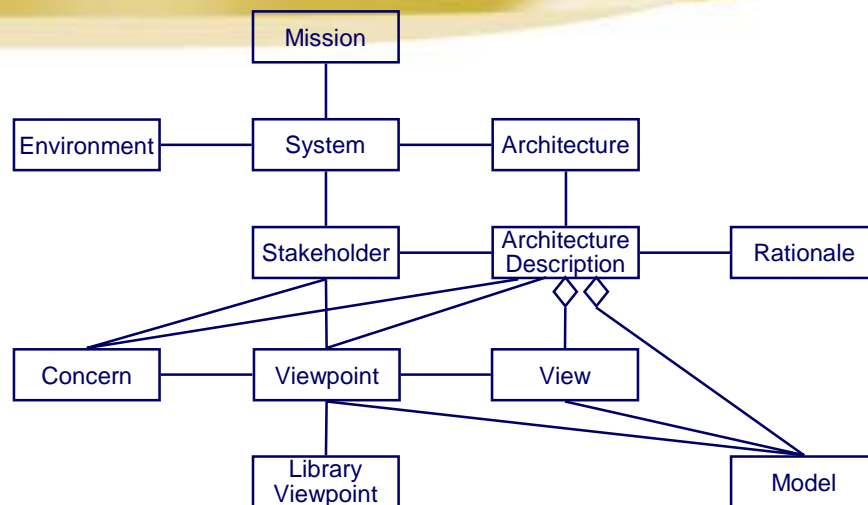 Mission
Environment
System
Architecture
Stakeholder
Architecture
Description
Rationale
Concern
Viewpoint
View
Library
Viewpoint
Model